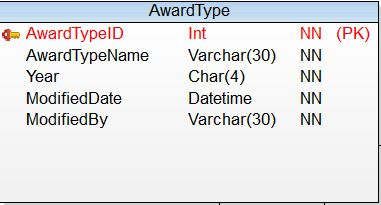 AwardType
AwardTypeID Int NN (PK)
AwardTypeName Varchar(30) NN
Year Char(4) NN
ModifiedDate Datetime NN
ModifiedBy Varchar(30) NN